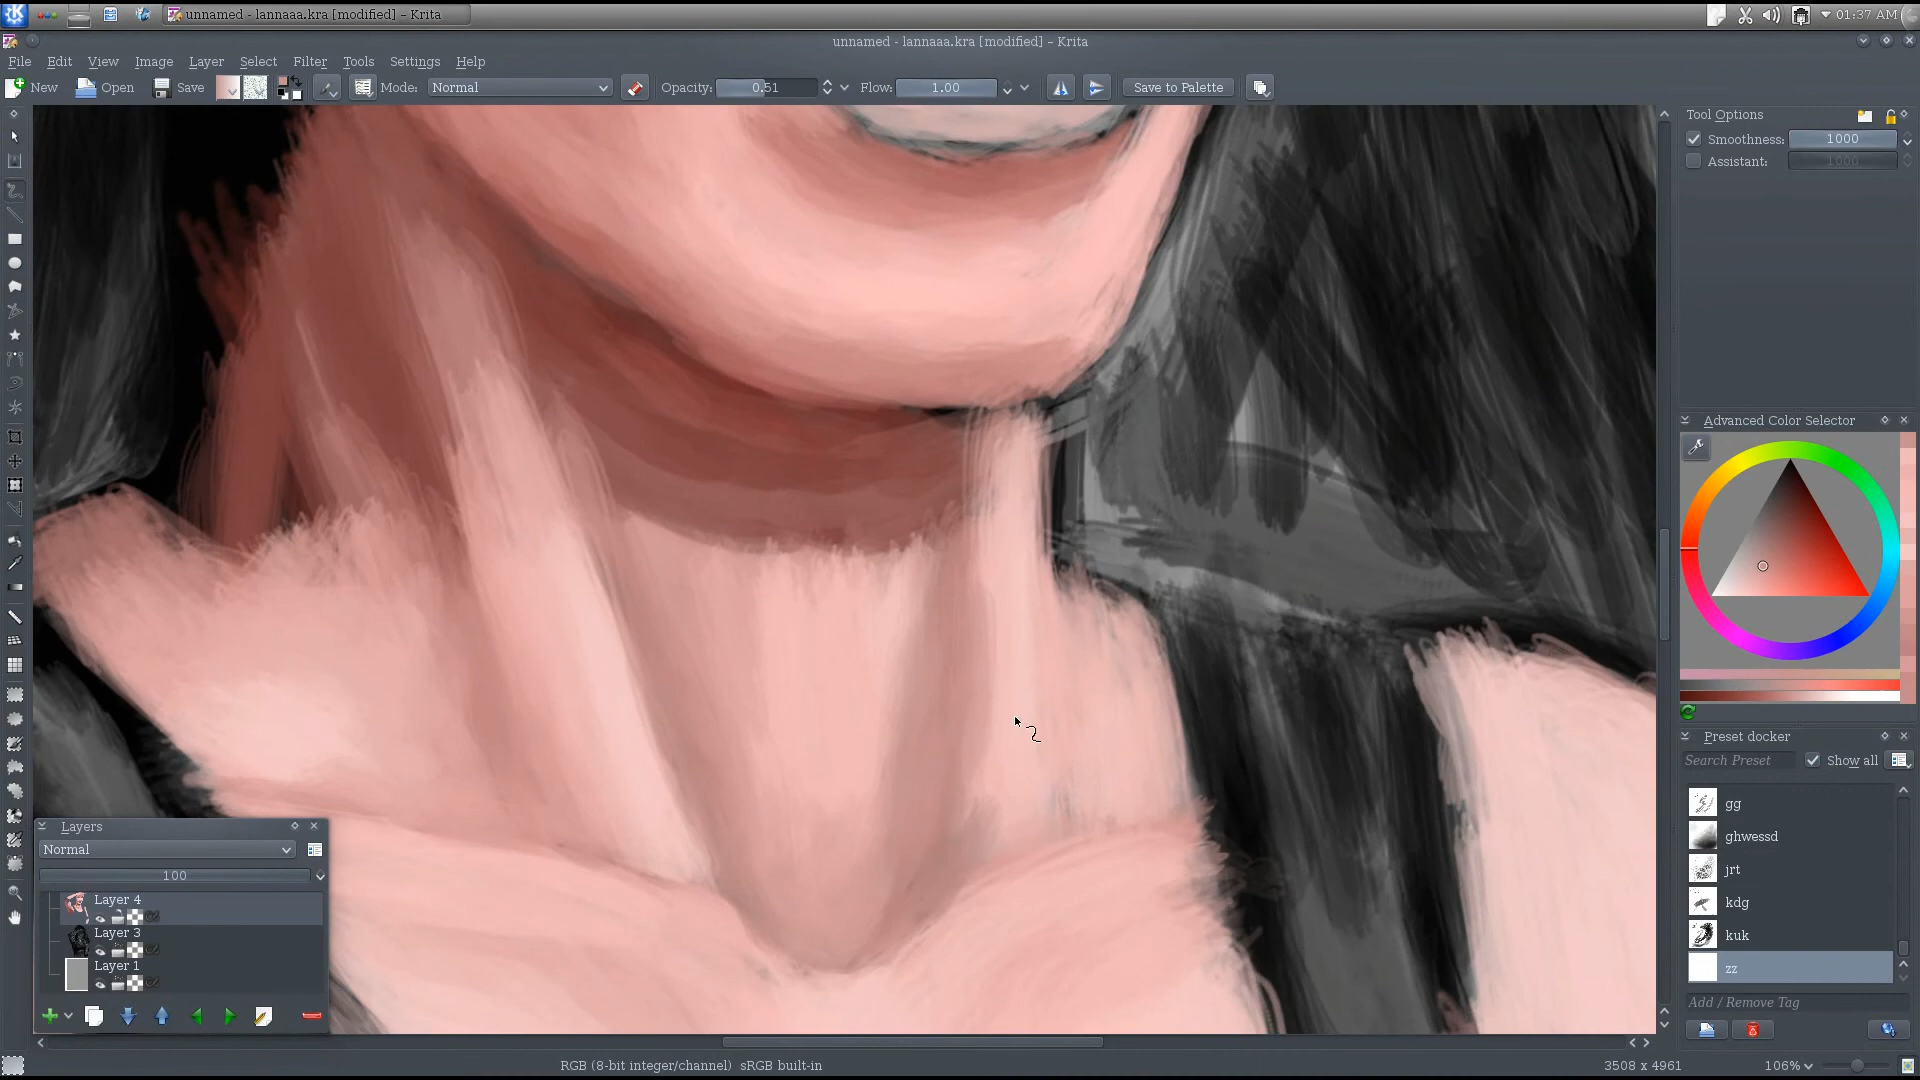 unnamed - lannaaa.kra [modified] – Krita
01:37 AM
unnamed - lannaaa.kra [modified] – Krita
File Edit View Image Layer Select Filter Tools Settings Help
New Open Save Mode: Normal Opacity: 0.51 Flow: 1.00 Save to Palette
Tool Options
Smoothness: 1000
Assistant: 1000
Advanced Color Selector
Preset docker
Search Preset Show all
gg
ghwessd
jrt
kdg
kuk
zz
Add / Remove Tag
Layers
Normal
100
Layer 4
Layer 3
Layer 1
RGB (8-bit integer/channel) sRGB built-in 3508 x 4961 106%